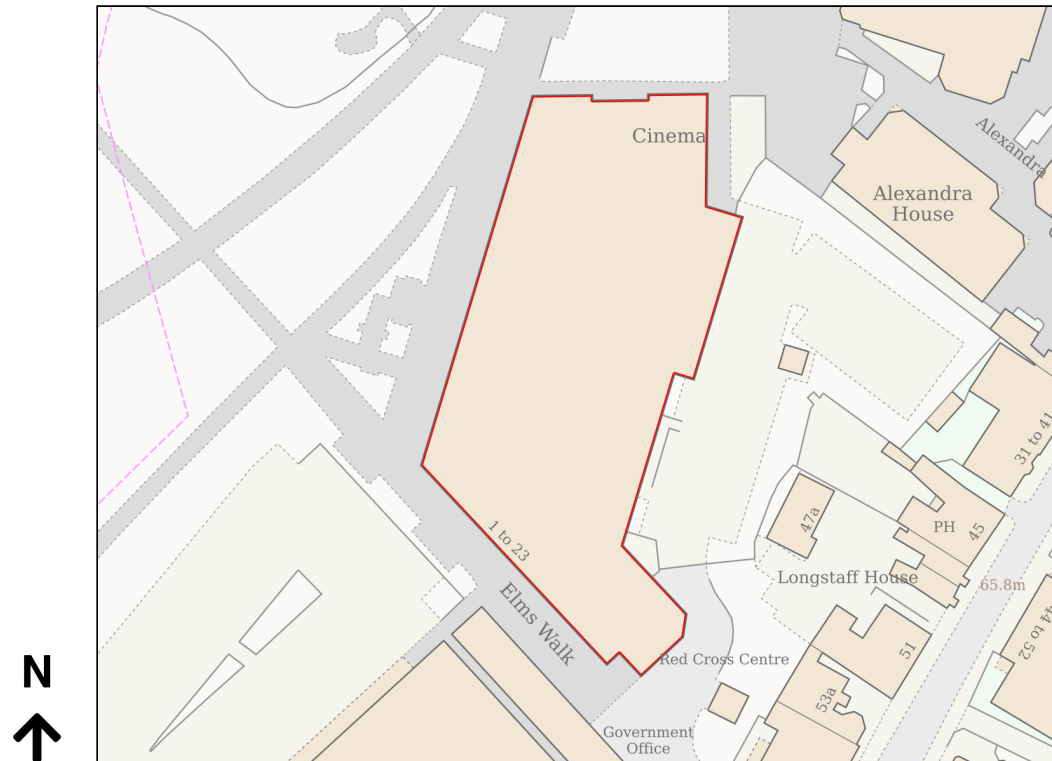 Cinema
Alexandra
Alexandra
House
31 to 41
1 to 23
47a
PH
45
Longstaff House
65.8m
Elms Walk
44 to 52
51
Red Cross Centre
53a
Government
Office
N